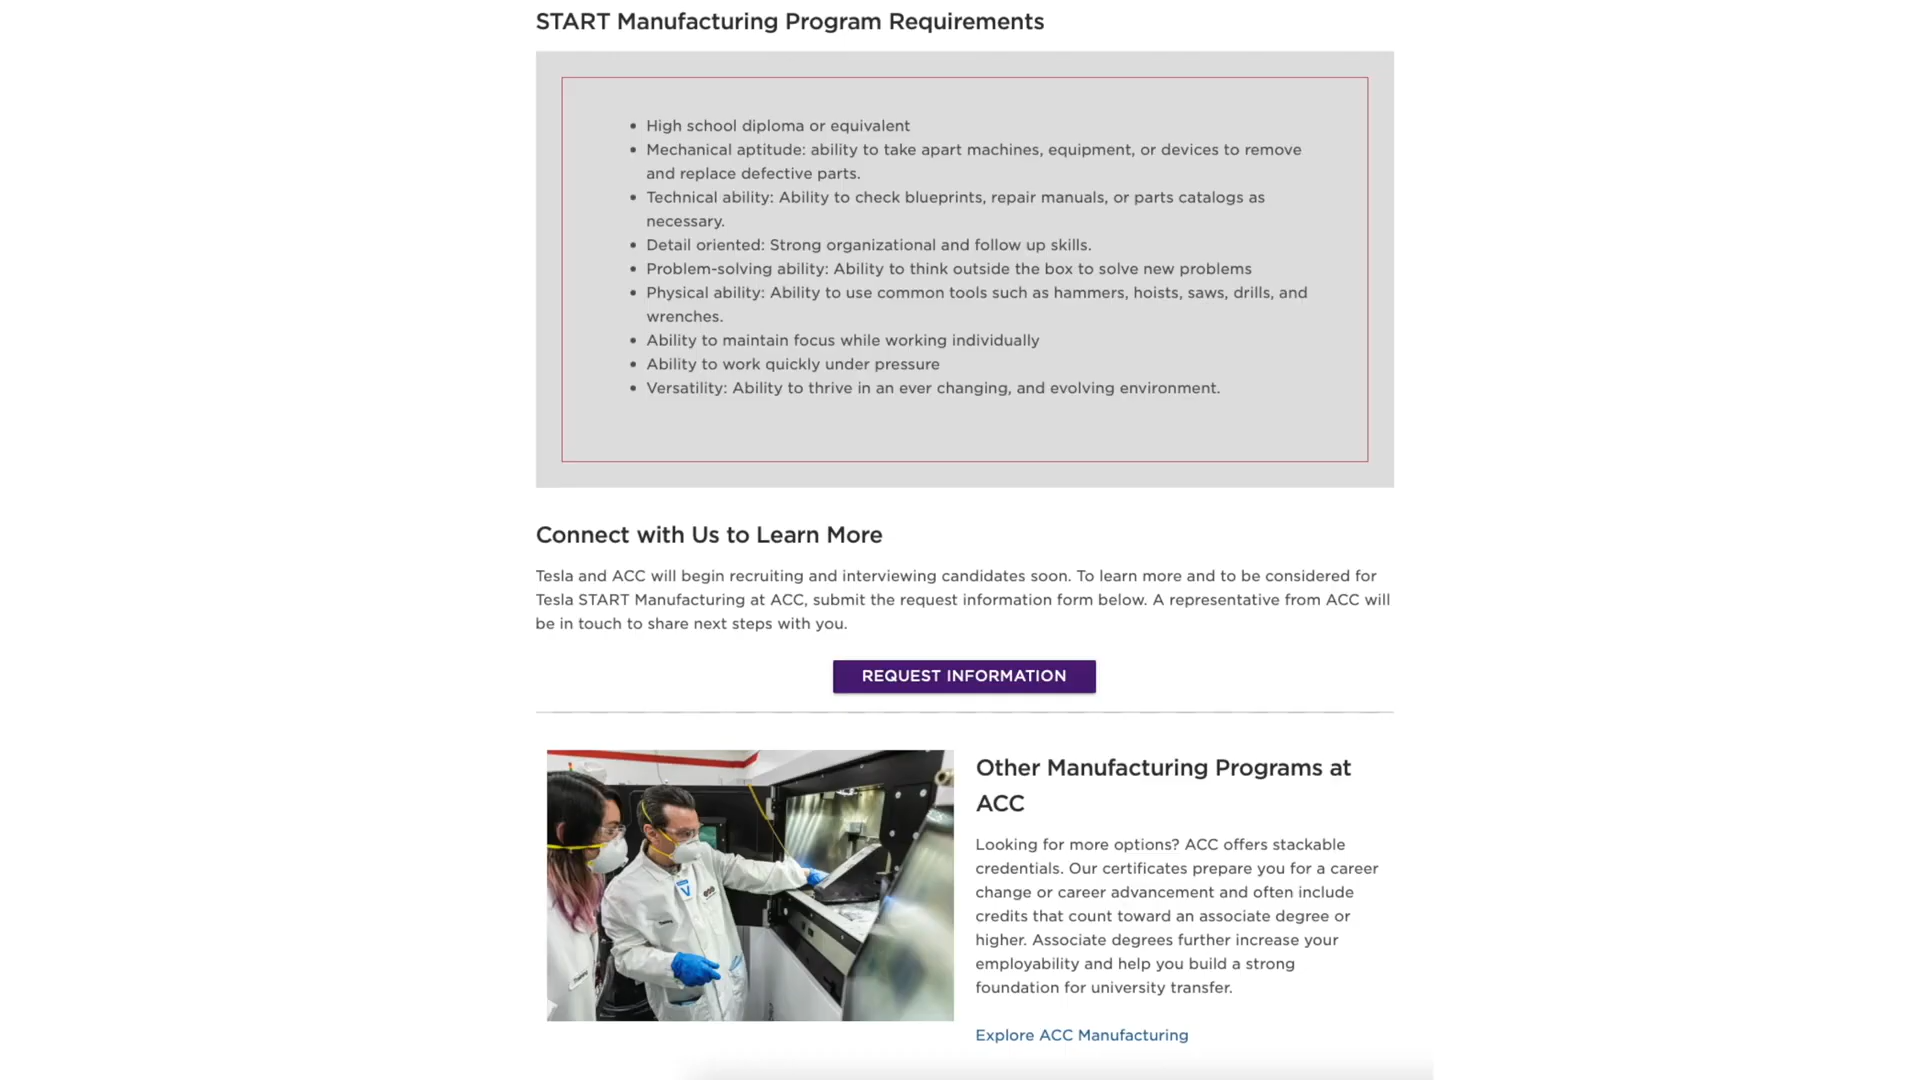 START Manufacturing Program Requirements
High school diploma or equivalent
Mechanical aptitude: ability to take apart machines, equipment, or devices to remove
and replace defective parts.
Technical ability: Ability to check blueprints, repair manuals, or parts catalogs as
necessary.
Detail oriented: Strong organizational and follow up skills.
Problem-solving ability: Ability to think outside the box to solve new problems
Physical ability: Ability to use common tools such as hammers, hoists, saws, drills, and
wrenches.
Ability to maintain focus while working individually
Ability to work quickly under pressure
Versatility: Ability to thrive in an ever changing, and evolving environment.
Connect with Us to Learn More
Tesla and ACC will begin recruiting and interviewing candidates soon. To learn more and to be considered for
Tesla START Manufacturing at ACC, submit the request information form below. A representative from ACC will
be in touch to share next steps with you.
REQUEST INFORMATION
Other Manufacturing Programs at
ACC
Looking for more options? ACC offers stackable
credentials. Our certificates prepare you for a career
change or career advancement and often include
credits that count toward an associate degree or
higher. Associate degrees further increase your
employability and help you build a strong
foundation for university transfer.
Explore ACC Manufacturing